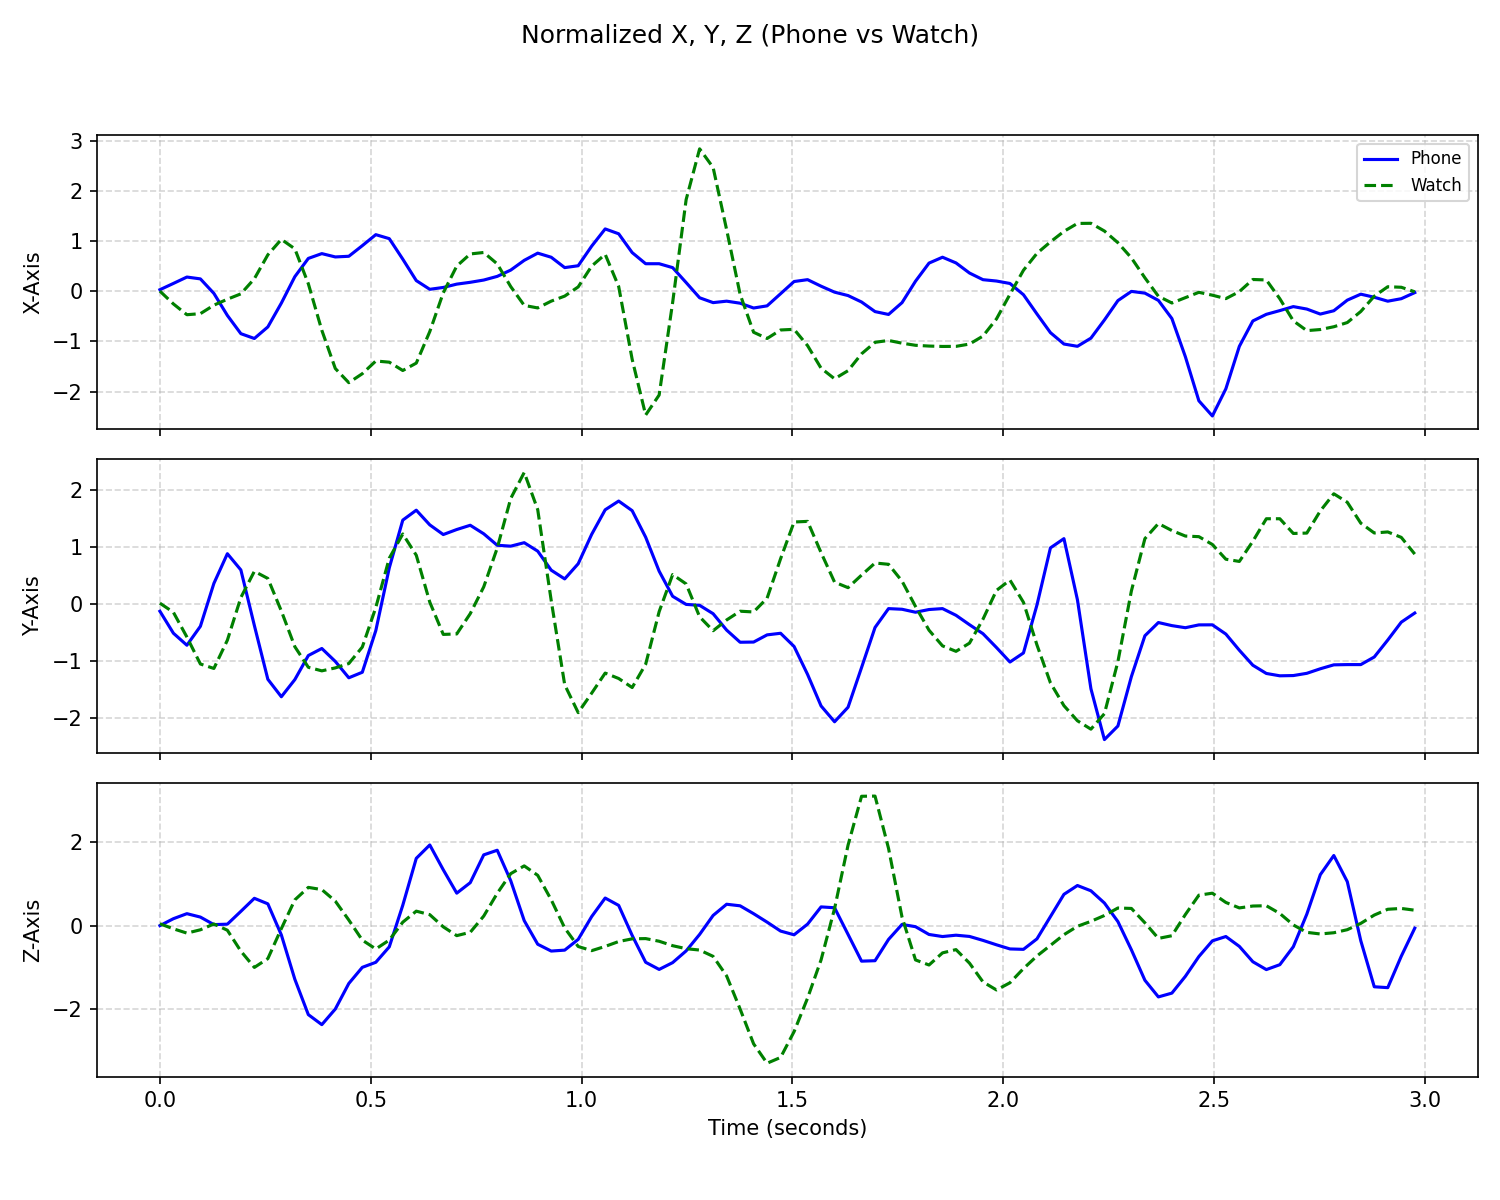 Normalized X, Y, Z (Phone vs Watch)
3
2
1
0
−1
−2
X-Axis
Phone
Watch
2
1
0
−1
−2
Y-Axis
2
0
−2
Z-Axis
0.0 0.5 1.0 1.5 2.0 2.5 3.0
Time (seconds)